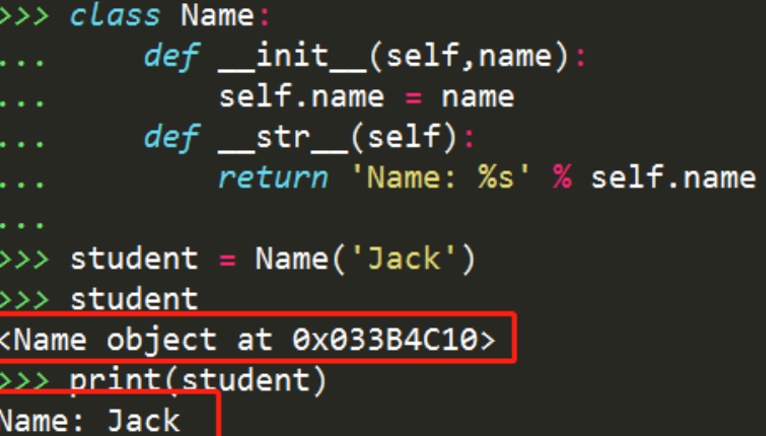 >>> class Name:
...     def __init__(self,name):
...         self.name = name
...     def __str__(self):
...         return 'Name: %s' % self.name
...
>>> student = Name('Jack')
>>> student
<Name object at 0x033B4C10>
>>> print(student)
Name: Jack